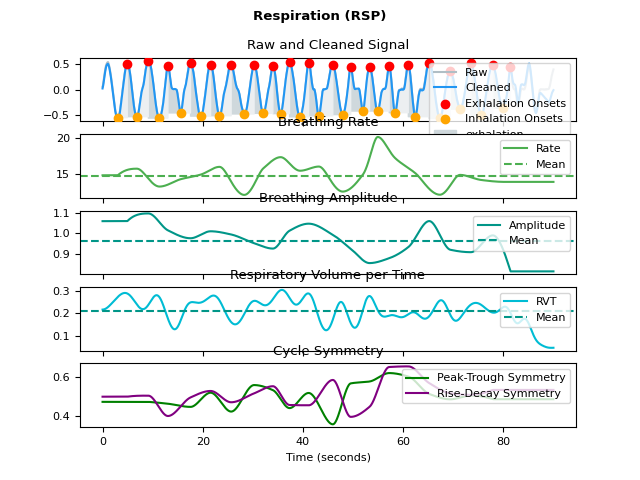 Respiration (RSP)
Raw and Cleaned Signal
0.5
0.0
−0.5
Raw
Cleaned
Exhalation Onsets
Inhalation Onsets
exhalation
Breathing Rate
20
15
Rate
Mean
Breathing Amplitude
1.1
1.0
0.9
Amplitude
Mean
Respiratory Volume per Time
0.3
0.2
0.1
RVT
Mean
Cycle Symmetry
0.6
0.4
Peak-Trough Symmetry
Rise-Decay Symmetry
0 20 40 60 80
Time (seconds)